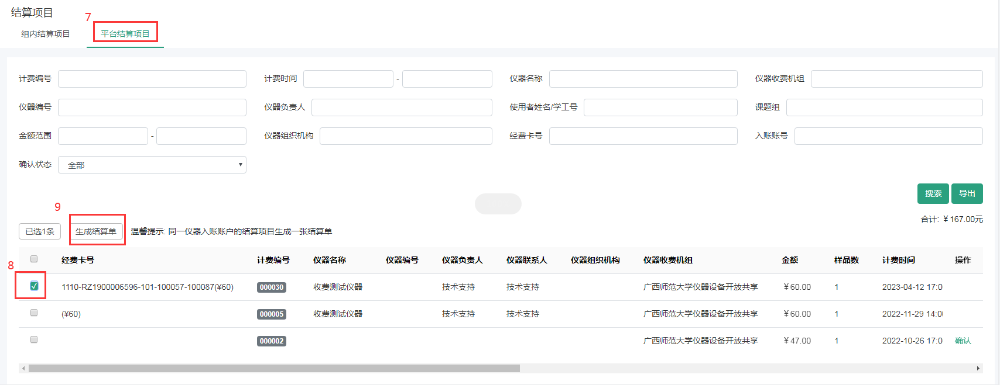 结算项目
7
组内结算项目 平台结算项目
计费编号 计费时间 - 仪器名称 仪器收费机组
仪器编号 仪器负责人 使用者姓名/学工号 课题组
金额范围 - 仪器组织机构 经费卡号 入账账号
确认状态 全部
搜索 导出
9
合计: ¥ 167.00元
已选1条 生成结算单 温馨提示: 同一仪器入账账户的结算项目生成一张结算单
经费卡号 计费编号 仪器名称 仪器编号 仪器负责人 仪器联系人 仪器组织机构 仪器收费机组 金额 样品数 计费时间 操作
8
1110-RZ1900006596-101-100057-100087(¥60) 000030 收费测试仪器 技术支持 技术支持 广西师范大学仪器设备开放共享 ¥ 60.00 1 2023-04-12 17:0
(¥60) 000005 收费测试仪器 技术支持 技术支持 广西师范大学仪器设备开放共享 ¥ 60.00 1 2022-11-29 14:0
000002 广西师范大学仪器设备开放共享 ¥ 47.00 1 2022-10-26 17:0 确认